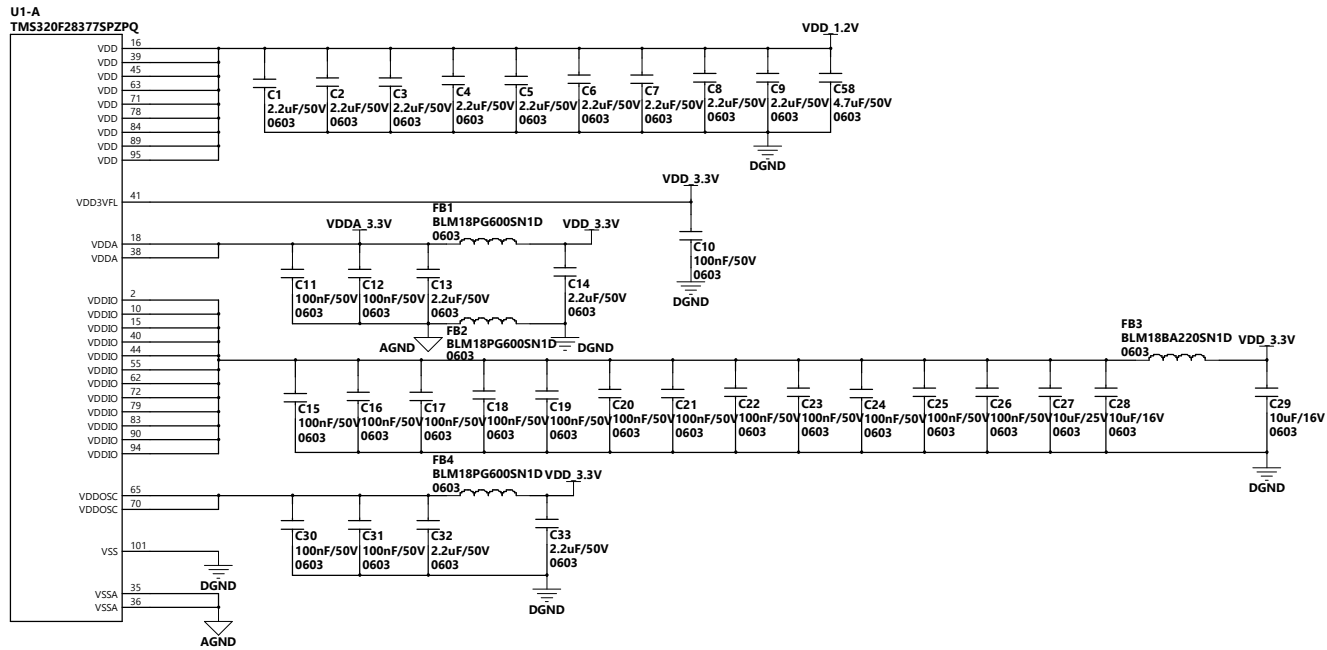 U1-A
TMS320F28377SPZPQ
VDD 16
VDD 39
VDD 45
VDD 63
VDD 71
VDD 78
VDD 84
VDD 89
VDD 95
VDD_1.2V
C1
2.2uF/50V
0603
C2
2.2uF/50V
0603
C3
2.2uF/50V
0603
C4
2.2uF/50V
0603
C5
2.2uF/50V
0603
C6
2.2uF/50V
0603
C7
2.2uF/50V
0603
C8
2.2uF/50V
0603
C9
2.2uF/50V
0603
C58
4.7uF/50V
0603
DGND
VDD3VFL 41
VDD_3.3V
C10
100nF/50V
0603
DGND
VDDA 18
VDDA 38
VDDA_3.3V
FB1
BLM18PG600SN1D
0603
VDD_3.3V
C11
100nF/50V
0603
C12
100nF/50V
0603
C13
2.2uF/50V
0603
C14
2.2uF/50V
0603
AGND
FB2
BLM18PG600SN1D
0603
DGND
VDDIO 2
VDDIO 10
VDDIO 15
VDDIO 40
VDDIO 44
VDDIO 55
VDDIO 62
VDDIO 72
VDDIO 79
VDDIO 83
VDDIO 90
VDDIO 94
FB3
BLM18BA220SN1D
0603
VDD_3.3V
C15
100nF/50V
0603
C16
100nF/50V
0603
C17
100nF/50V
0603
C18
100nF/50V
0603
C19
100nF/50V
0603
C20
100nF/50V
0603
C21
100nF/50V
0603
C22
100nF/50V
0603
C23
100nF/50V
0603
C24
100nF/50V
0603
C25
100nF/50V
0603
C26
100nF/50V
0603
C27
10uF/25V
0603
C28
10uF/16V
0603
C29
10uF/16V
0603
DGND
VDDOSC 65
VDDOSC 70
FB4
BLM18PG600SN1D
0603
VDD_3.3V
C30
100nF/50V
0603
C31
100nF/50V
0603
C32
2.2uF/50V
0603
C33
2.2uF/50V
0603
DGND
VSS 101
DGND
VSSA 35
VSSA 36
AGND